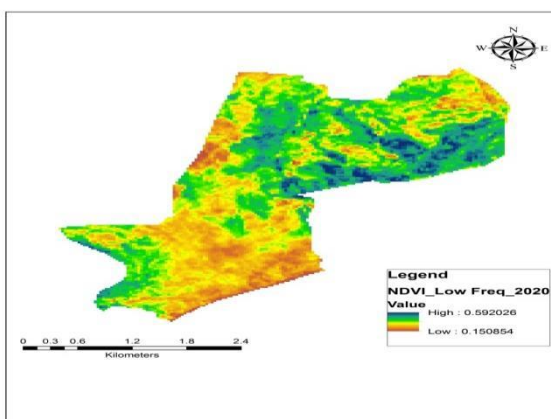 N
W E
S
Legend
NDVI_Low Freq_2020
Value
High : 0.592026
Low : 0.150854
0 0.3 0.6 1.2 1.8 2.4
Kilometers